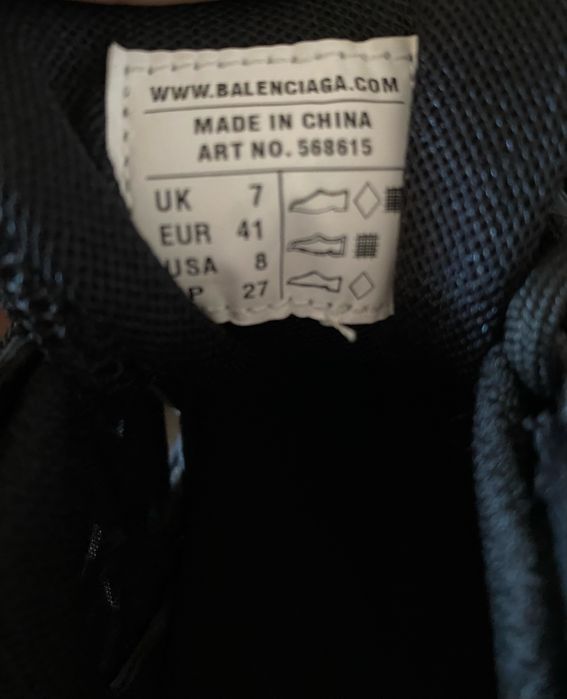 WWW.BALENCIAGA.COM
MADE IN CHINA
ART NO. 568615
UK 7
EUR 41
USA 8
P 27